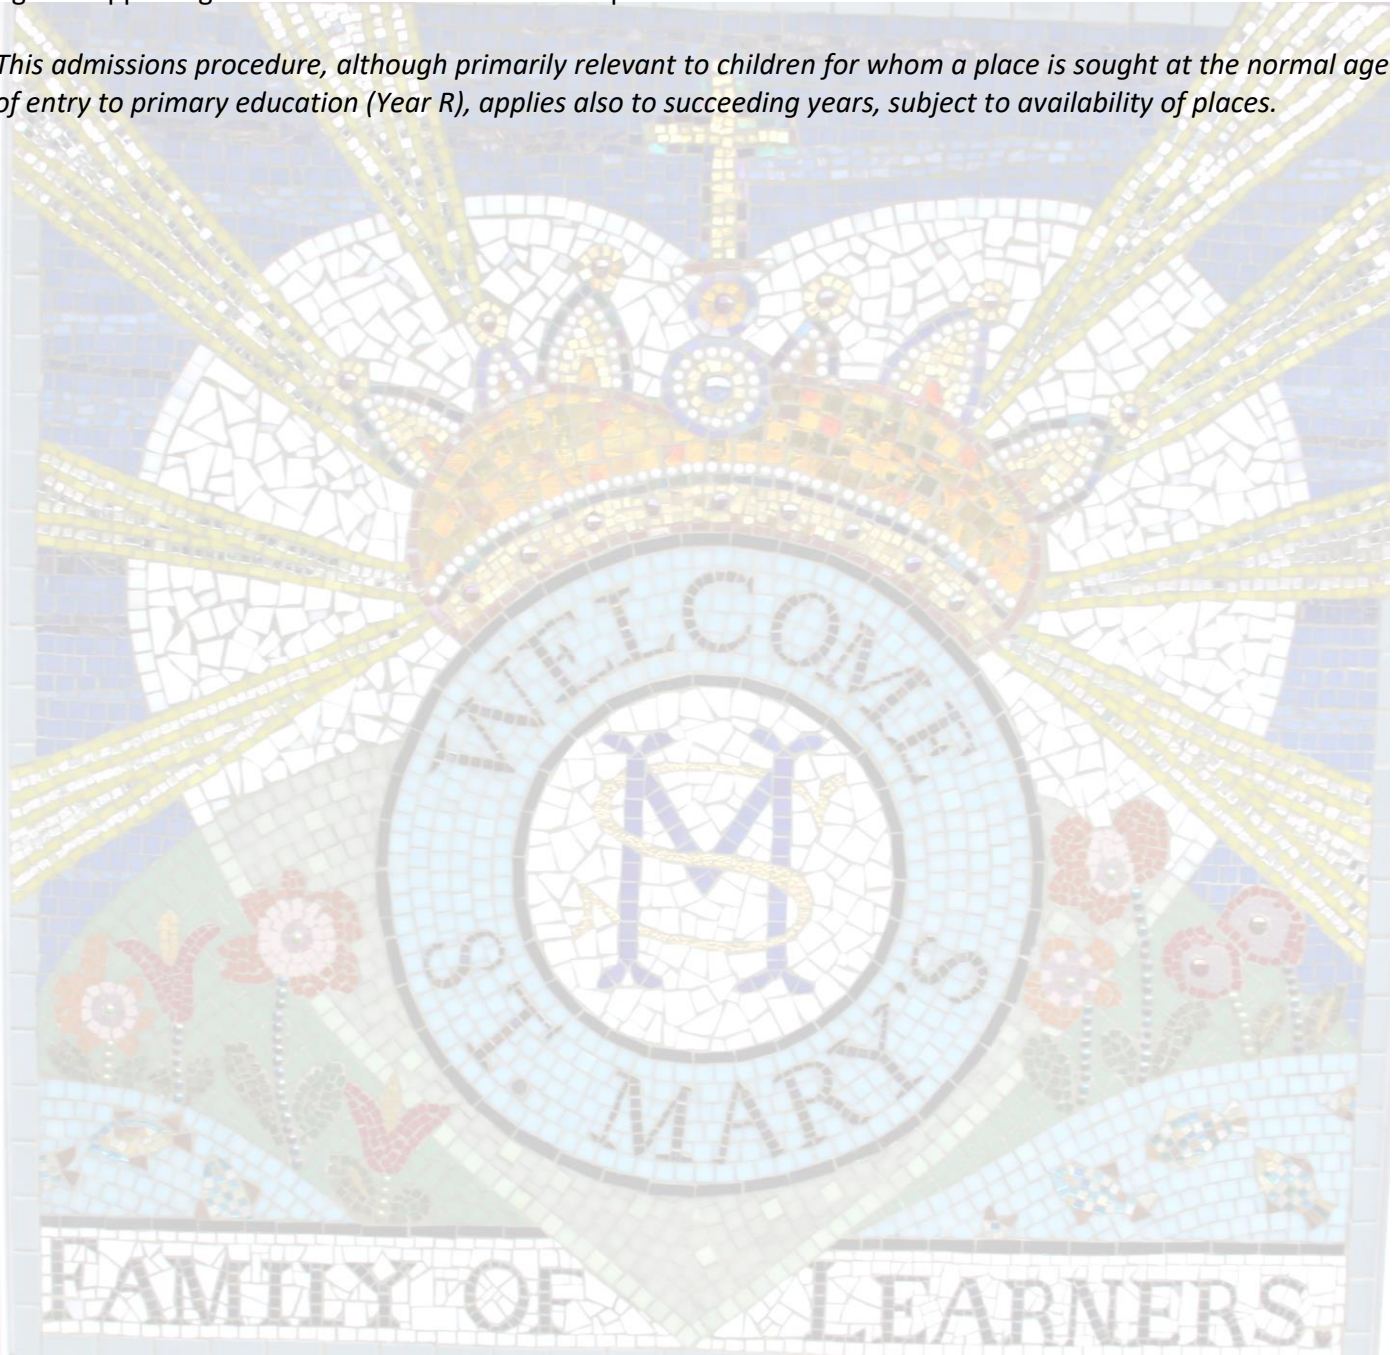 This admissions procedure, although primarily relevant to children for whom a place is sought at the normal age
of entry to primary education (Year R), applies also to succeeding years, subject to availability of places.
WELCOME
MS
ST. MARY'S
FAMILY OF LEARNERS.